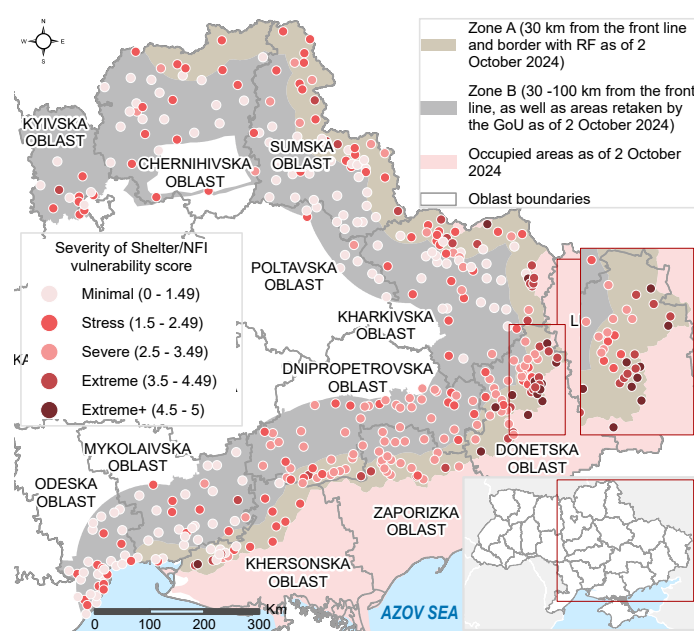 N
W E
S
Zone A (30 km from the front line
and border with RF as of 2
October 2024)
Zone B (30 -100 km from the front
line, as well as areas retaken by
the GoU as of 2 October 2024)
Occupied areas as of 2 October
2024
Oblast boundaries
KYIVSKA
OBLAST
CHERNIHIVSKA
OBLAST
SUMSKA
OBLAST
Severity of Shelter/NFI
vulnerability score
Minimal (0 - 1.49)
Stress (1.5 - 2.49)
Severe (2.5 - 3.49)
Extreme (3.5 - 4.49)
Extreme+ (4.5 - 5)
POLTAVSKA
OBLAST
KHARKIVSKA
OBLAST
L
KA
DNIPROPETROVSKA
OBLAST
MYKOLAIVSKA
OBLAST
DONETSKA
OBLAST
ODESKA
OBLAST
ZAPORIZKA
OBLAST
KHERSONSKA
OBLAST
AZOV SEA
Km
0 100 200 300